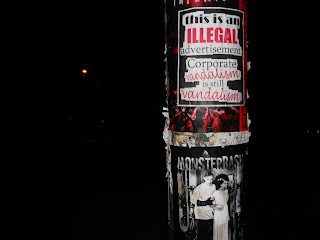 this is an
ILLEGAL
advertisement
Corporate
vandalism
is still
vandalism
MONSTERBASH